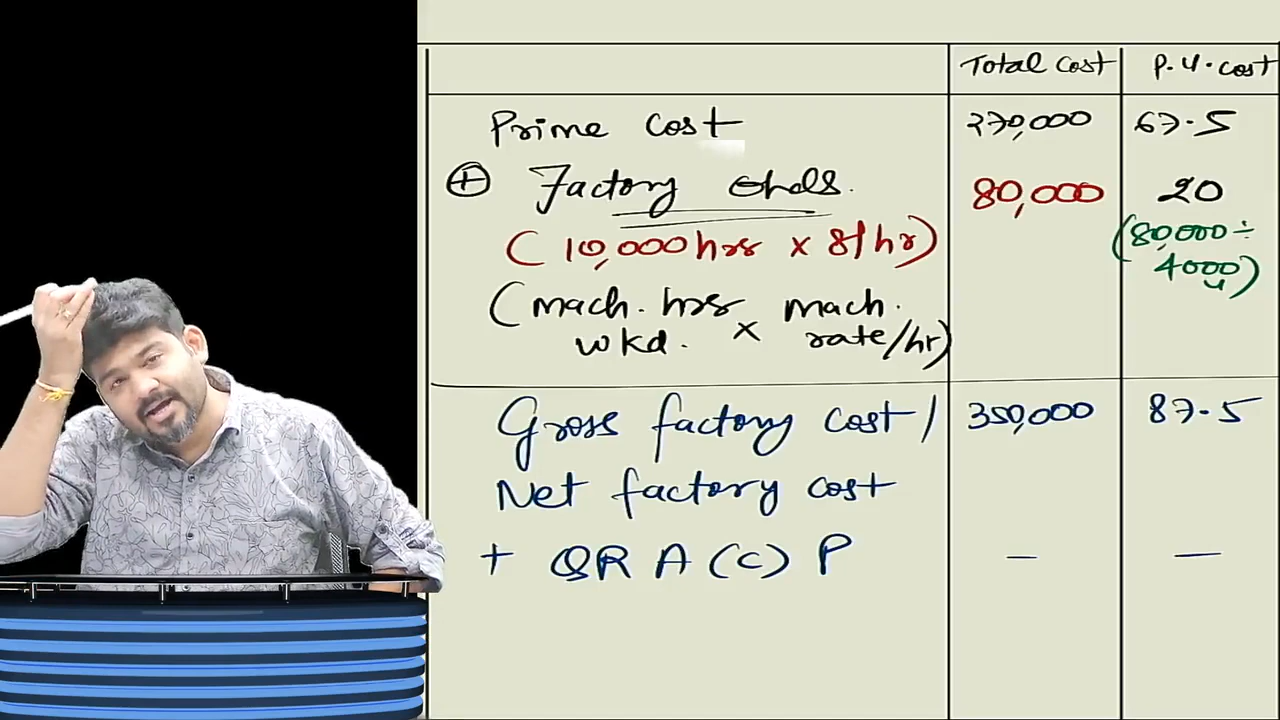 Total Cost P.U. cost
Prime Cost 270,000 67.5
+ Factory Ohds. 80,000 20
(10,000 hrs x 8/hr) (80,000 ÷
4000 u)
(mach. hrs x mach.
wkd. rate/hr)
Gross factory cost / 350,000 87.5
Net factory cost
+ QR A (C) P — —